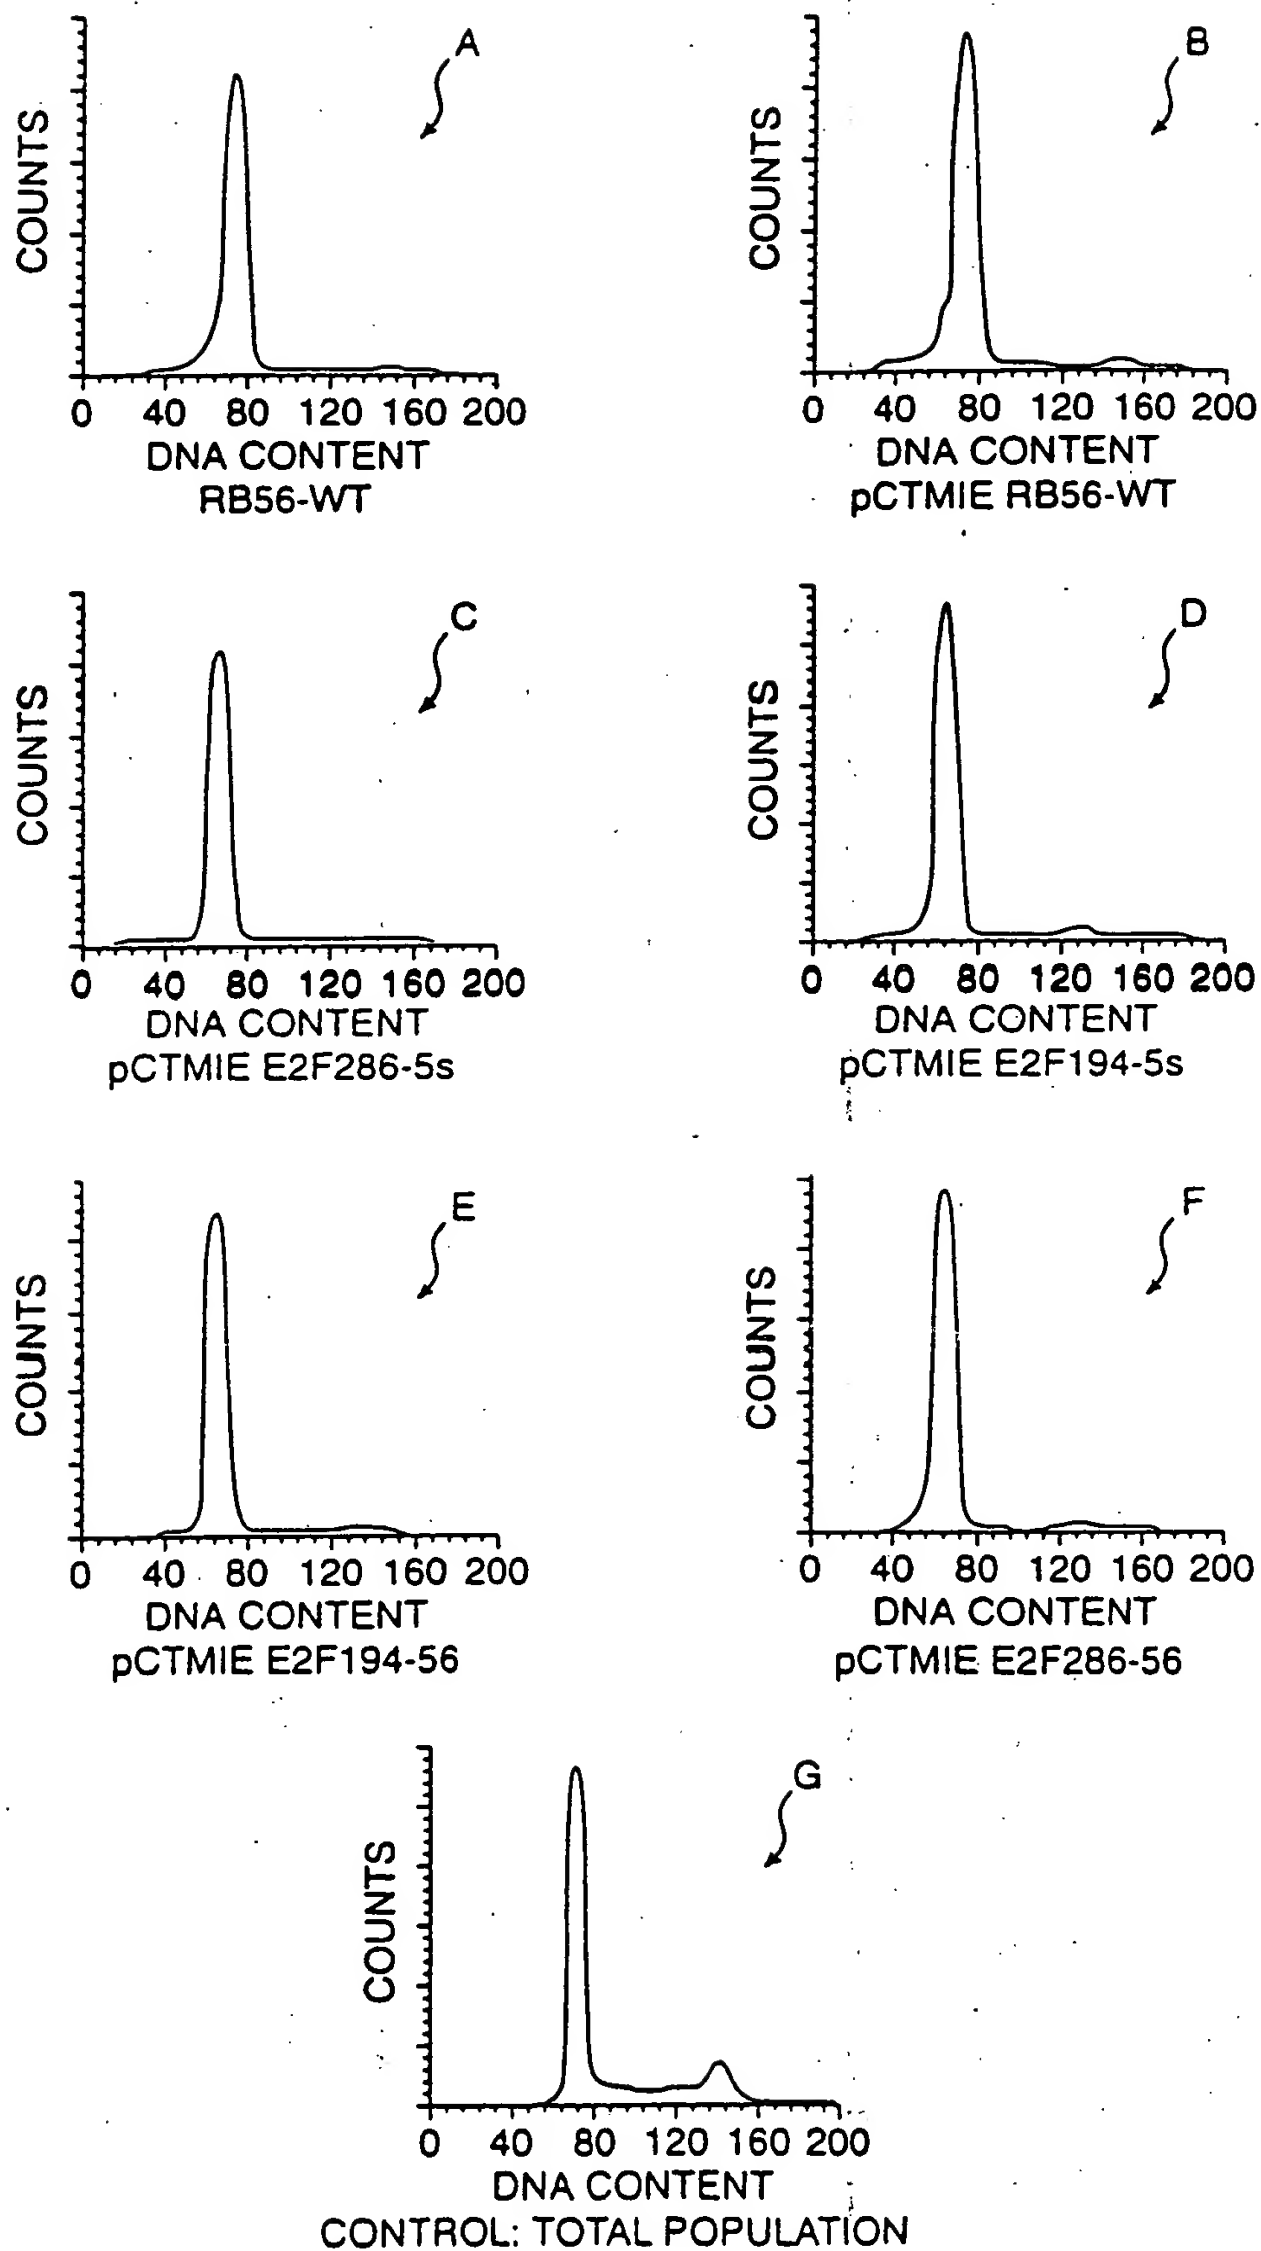 A
COUNTS
0 40 80 120 160 200
DNA CONTENT
RB56-WT
B
COUNTS
0 40 80 120 160 200
DNA CONTENT
pCTMIE RB56-WT
C
COUNTS
0 40 80 120 160 200
DNA CONTENT
pCTMIE E2F286-5s
D
COUNTS
0 40 80 120 160 200
DNA CONTENT
pCTMIE E2F194-5s
E
COUNTS
0 40 80 120 160 200
DNA CONTENT
pCTMIE E2F194-56
F
COUNTS
0 40 80 120 160 200
DNA CONTENT
pCTMIE E2F286-56
G
COUNTS
0 40 80 120 160 200
DNA CONTENT
CONTROL: TOTAL POPULATION